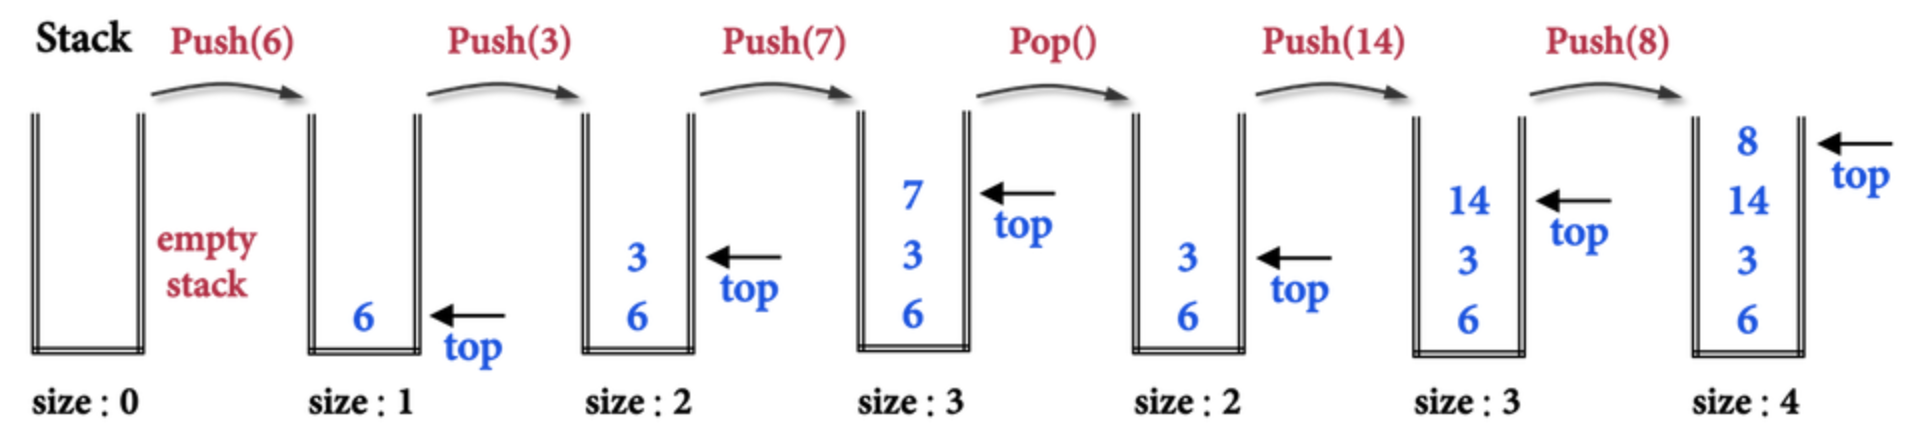 Stack
Push(6)
Push(3)
Push(7)
Pop()
Push(14)
Push(8)
empty
stack
6
top
3
6
top
7
3
6
top
3
6
top
14
3
6
top
8
14
3
6
top
size : 0
size : 1
size : 2
size : 3
size : 2
size : 3
size : 4